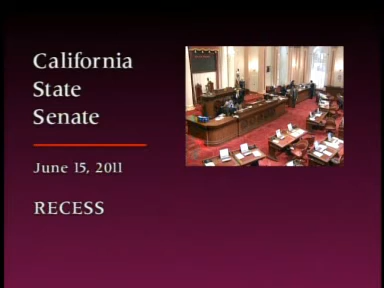 California
State
Senate
June 15, 2011
RECESS